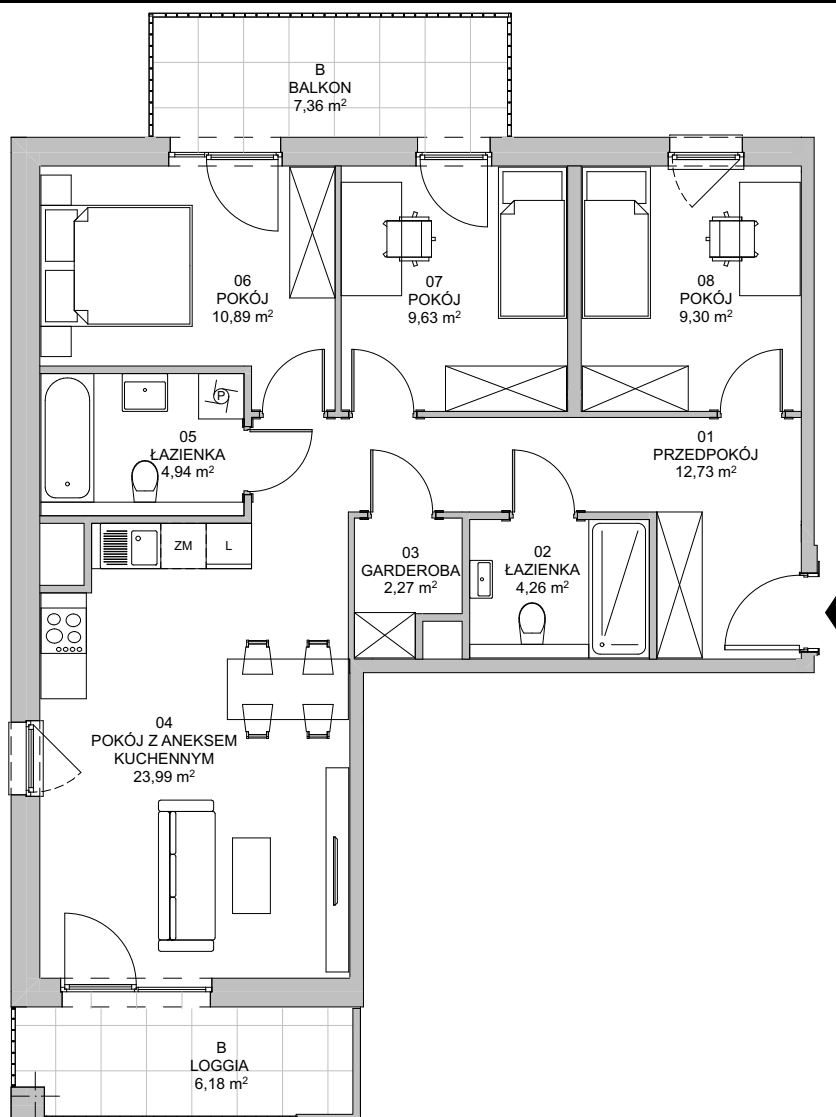 B
BALKON
7,36 m²
06
POKÓJ
10,89 m²
07
POKÓJ
9,63 m²
08
POKÓJ
9,30 m²
P
05
ŁAZIENKA
4,94 m²
01
PRZEDPOKÓJ
12,73 m²
ZM
L
03
GARDEROBA
2,27 m²
02
ŁAZIENKA
4,26 m²
04
POKÓJ Z ANEKSEM
KUCHENNYM
23,99 m²
B
LOGGIA
6,18 m²